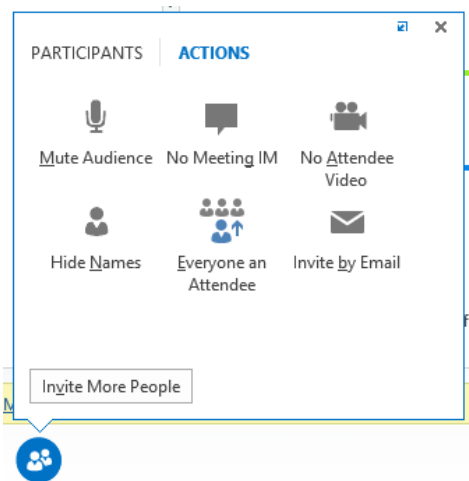 PARTICIPANTS ACTIONS
Mute Audience No Meeting IM No Attendee
Video
Hide Names Everyone an Invite by Email
Attendee
Invite More People